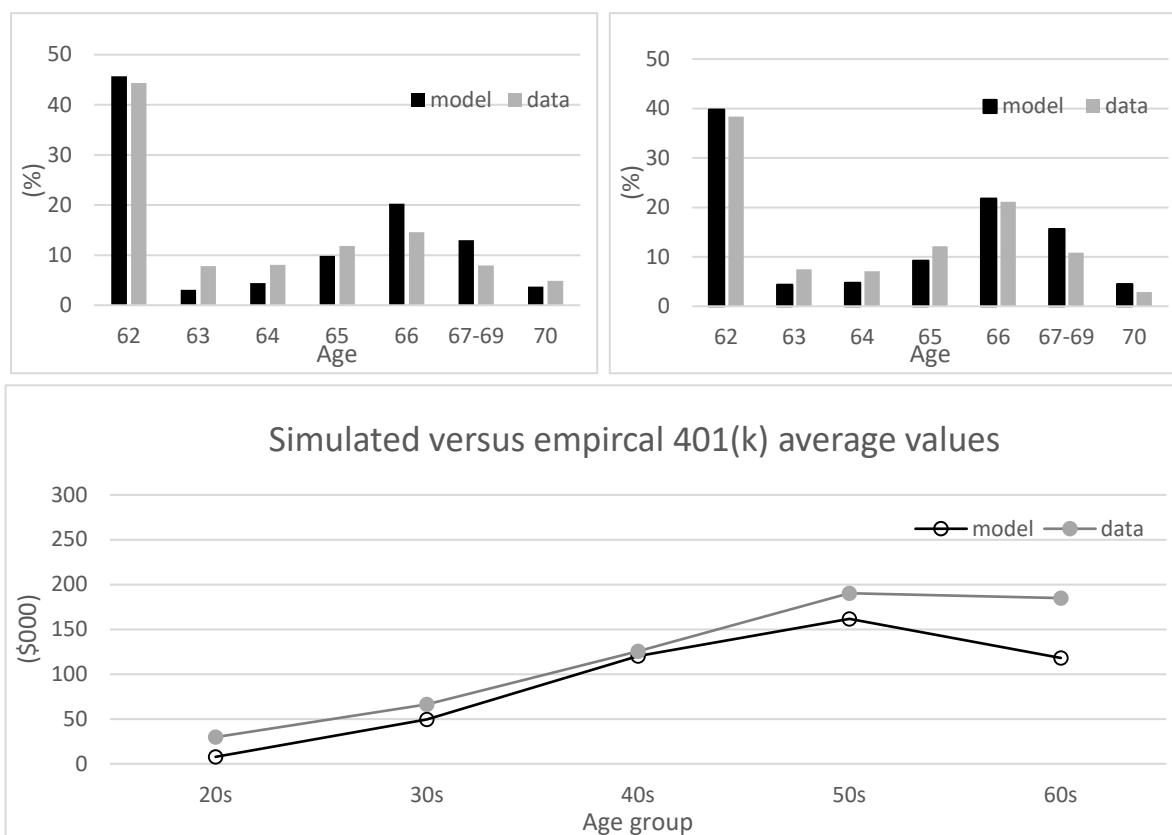 50
40
30
20
10
0
(%)
model data
62 63 64 65 66 67-69 70
Age
50
40
30
20
10
0
(%)
model data
62 63 64 65 66 67-69 70
Age
Simulated versus empircal 401(k) average values
300
250
200
150
100
50
0
($000)
model data
20s 30s 40s 50s 60s
Age group